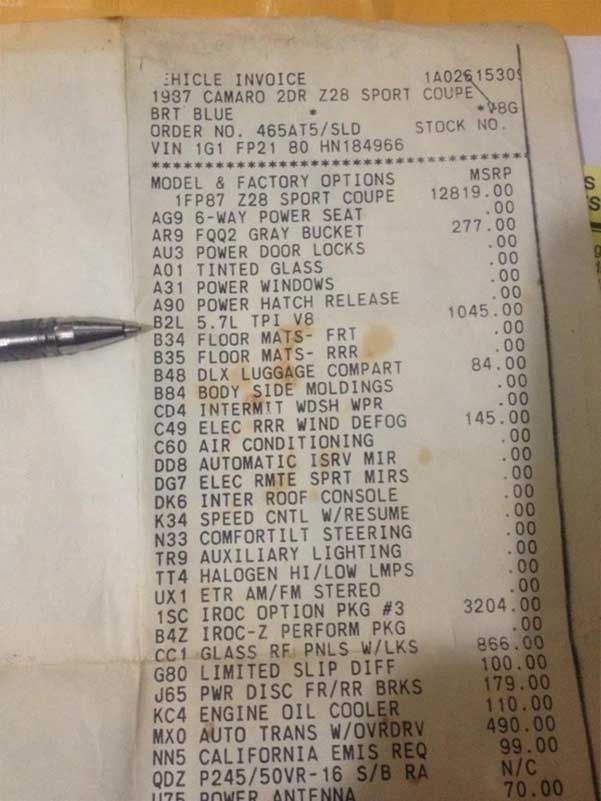 EHICLE INVOICE 1A02615309
1987 CAMARO 2DR Z28 SPORT COUPE
BRT BLUE * *V8G
ORDER NO. 465AT5/SLD STOCK NO.
VIN 1G1 FP21 80 HN184966
MODEL & FACTORY OPTIONS MSRP
1FP87 Z28 SPORT COUPE 12819.00
AG9 6-WAY POWER SEAT .00
AR9 FQQ2 GRAY BUCKET 277.00
AU3 POWER DOOR LOCKS .00
A01 TINTED GLASS .00
A31 POWER WINDOWS .00
A90 POWER HATCH RELEASE .00
B2L 5.7L TPI V8 1045.00
B34 FLOOR MATS- FRT .00
B35 FLOOR MATS- RRR .00
B48 DLX LUGGAGE COMPART 84.00
B84 BODY SIDE MOLDINGS .00
CD4 INTERMIT WDSH WPR .00
C49 ELEC RRR WIND DEFOG 145.00
C60 AIR CONDITIONING .00
DD8 AUTOMATIC ISRV MIR .00
DG7 ELEC RMTE SPRT MIRS .00
DK6 INTER ROOF CONSOLE .00
K34 SPEED CNTL W/RESUME .00
N33 COMFORTILT STEERING .00
TR9 AUXILIARY LIGHTING .00
TT4 HALOGEN HI/LOW LMPS .00
UX1 ETR AM/FM STEREO .00
1SC IROC OPTION PKG #3 3204.00
B4Z IROC-Z PERFORM PKG .00
CC1 GLASS RF PNLS W/LKS 866.00
G80 LIMITED SLIP DIFF 100.00
J65 PWR DISC FR/RR BRKS 179.00
KC4 ENGINE OIL COOLER 110.00
MX0 AUTO TRANS W/OVRDRV 490.00
NN5 CALIFORNIA EMIS REQ 99.00
QDZ P245/50VR-16 S/B RA N/C
U75 POWER ANTENNA 70.00